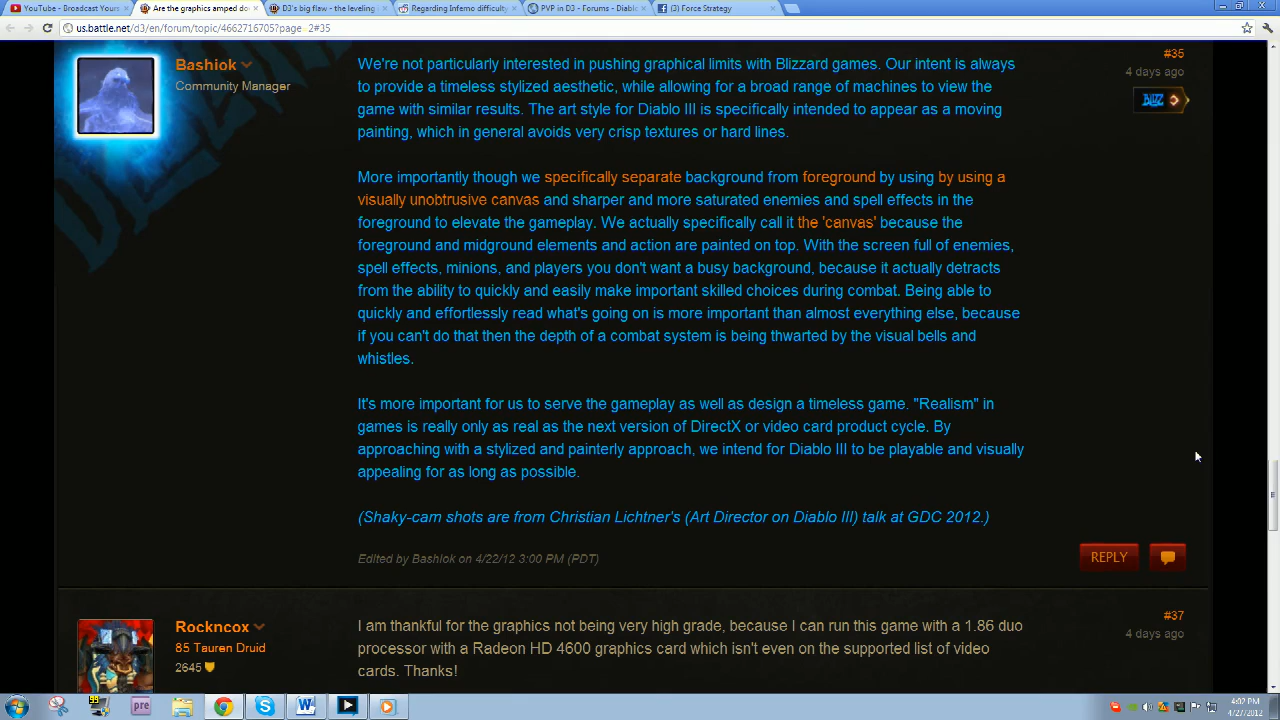 YouTube - Broadcast Yours
Are the graphics amped do
D3's big flaw - the leveling
Regarding Inferno difficulty
PVP in D3 - Forums - Diabl
(3) Force Strategy
us.battle.net/d3/en/forum/topic/4662716705?page=2#35
Bashiok
Community Manager
#35
4 days ago
BLIZZ
We're not particularly interested in pushing graphical limits with Blizzard games. Our intent is always
to provide a timeless stylized aesthetic, while allowing for a broad range of machines to view the
game with similar results. The art style for Diablo III is specifically intended to appear as a moving
painting, which in general avoids very crisp textures or hard lines.
More importantly though we specifically separate background from foreground by using by using a
visually unobtrusive canvas and sharper and more saturated enemies and spell effects in the
foreground to elevate the gameplay. We actually specifically call it the 'canvas' because the
foreground and midground elements and action are painted on top. With the screen full of enemies,
spell effects, minions, and players you don't want a busy background, because it actually detracts
from the ability to quickly and easily make important skilled choices during combat. Being able to
quickly and effortlessly read what's going on is more important than almost everything else, because
if you can't do that then the depth of a combat system is being thwarted by the visual bells and
whistles.
It's more important for us to serve the gameplay as well as design a timeless game. "Realism" in
games is really only as real as the next version of DirectX or video card product cycle. By
approaching with a stylized and painterly approach, we intend for Diablo III to be playable and visually
appealing for as long as possible.
(Shaky-cam shots are from Christian Lichtner's (Art Director on Diablo III) talk at GDC 2012.)
Edited by Bashiok on 4/22/12 3:00 PM (PDT)
REPLY
Rockncox
85 Tauren Druid
2645
#37
4 days ago
I am thankful for the graphics not being very high grade, because I can run this game with a 1.86 duo
processor with a Radeon HD 4600 graphics card which isn't even on the supported list of video
cards. Thanks!
pre
4:02 PM
4/27/2012